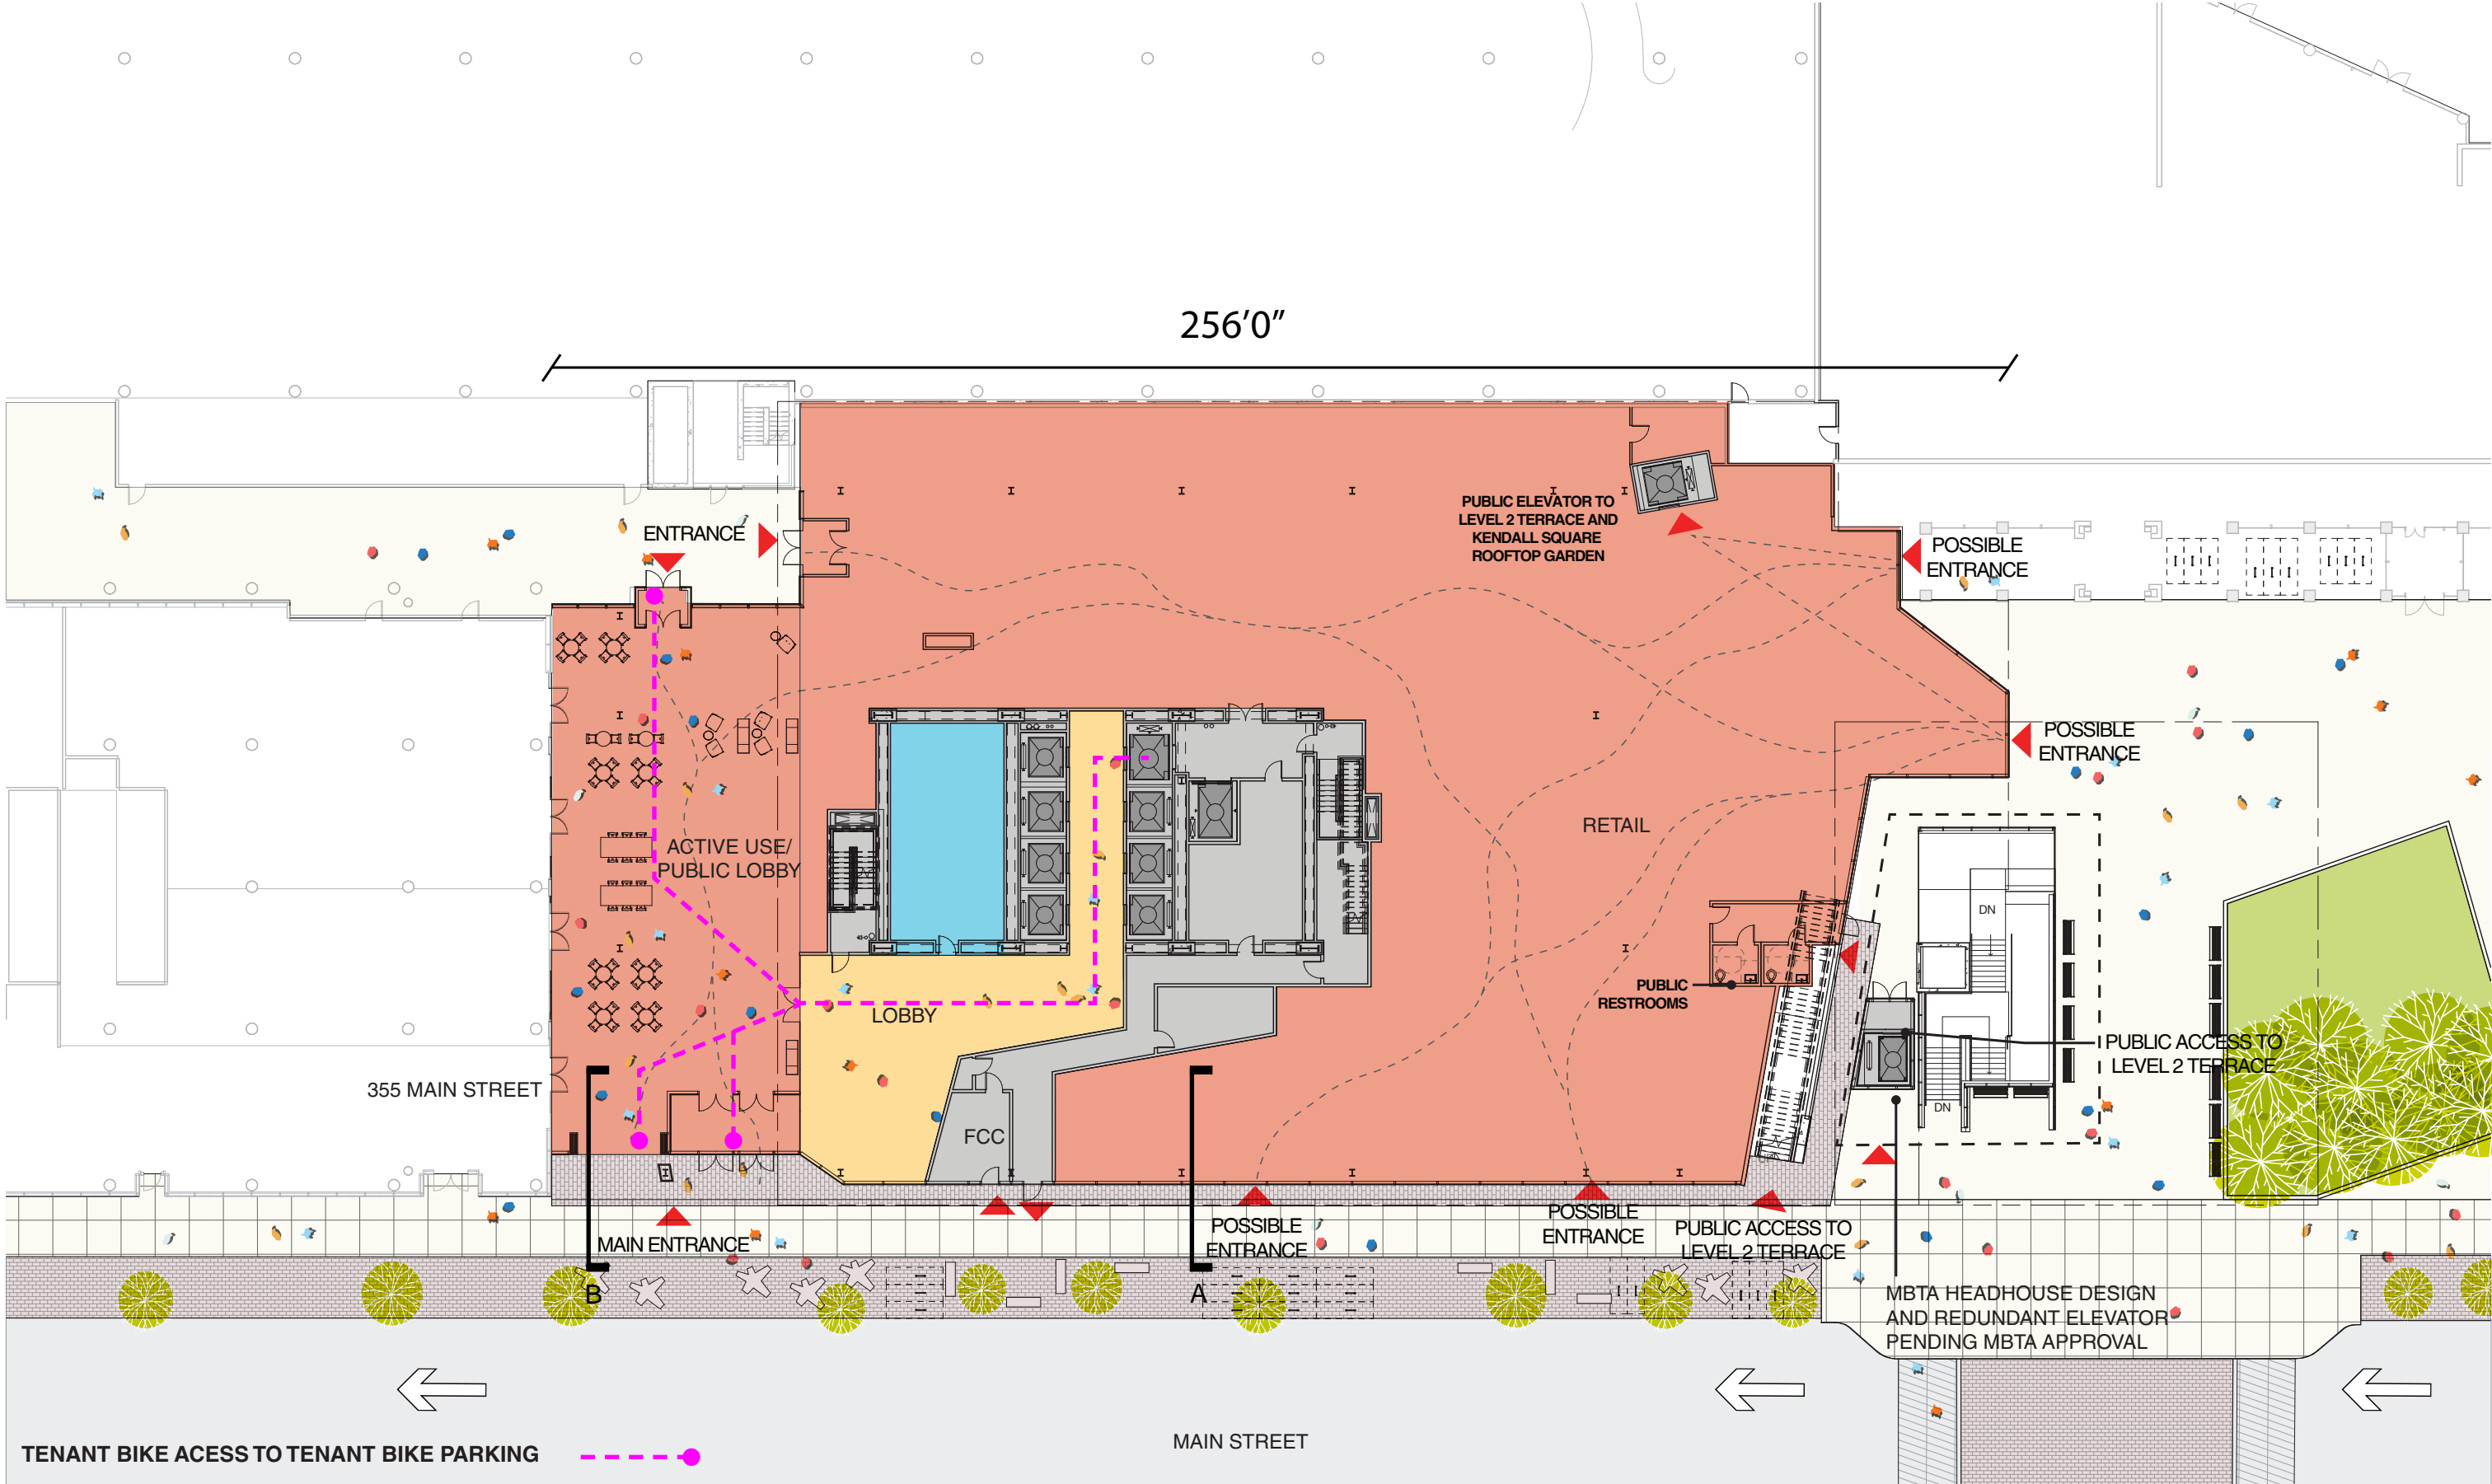 256'0"
PUBLIC ELEVATOR TO
LEVEL 2 TERRACE AND
KENDALL SQUARE
ROOFTOP GARDEN
ENTRANCE
POSSIBLE
ENTRANCE
POSSIBLE
ENTRANCE
ACTIVE USE/
PUBLIC LOBBY
RETAIL
DN
PUBLIC
RESTROOMS
LOBBY
PUBLIC ACCESS TO
LEVEL 2 TERRACE
355 MAIN STREET
DN
FCC
MAIN ENTRANCE
POSSIBLE
ENTRANCE
POSSIBLE
ENTRANCE
PUBLIC ACCESS TO
LEVEL 2 TERRACE
B
A
MBTA HEADHOUSE DESIGN
AND REDUNDANT ELEVATOR
PENDING MBTA APPROVAL
MAIN STREET
TENANT BIKE ACESS TO TENANT BIKE PARKING